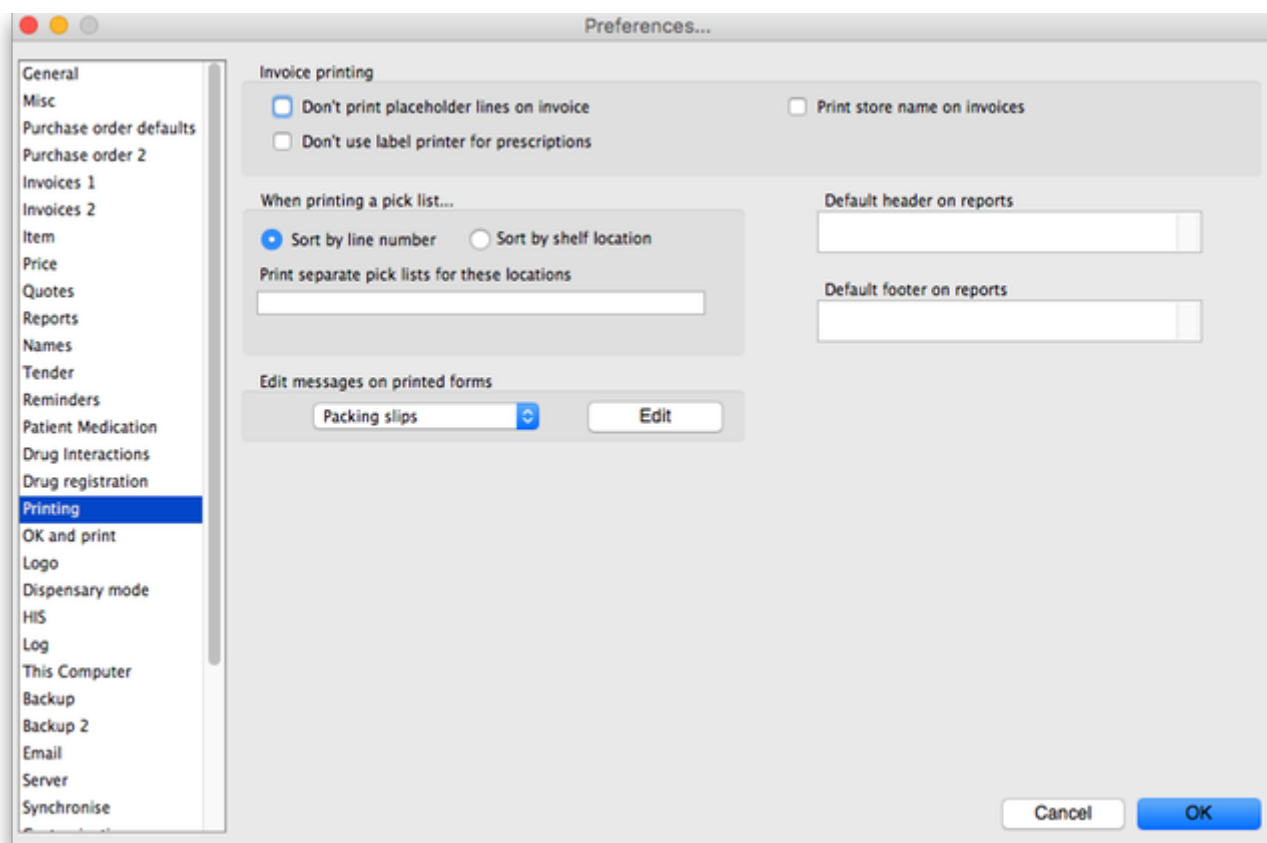 Preferences...
General
Misc
Purchase order defaults
Purchase order 2
Invoices 1
Invoices 2
Item
Price
Quotes
Reports
Names
Tender
Reminders
Patient Medication
Drug Interactions
Drug registration
Printing
OK and print
Logo
Dispensary mode
HIS
Log
This Computer
Backup
Backup 2
Email
Server
Synchronise
Invoice printing
Don't print placeholder lines on invoice
Print store name on invoices
Don't use label printer for prescriptions
When printing a pick list...
Sort by line number
Sort by shelf location
Print separate pick lists for these locations
Default header on reports
Default footer on reports
Edit messages on printed forms
Packing slips
Edit
Cancel
OK